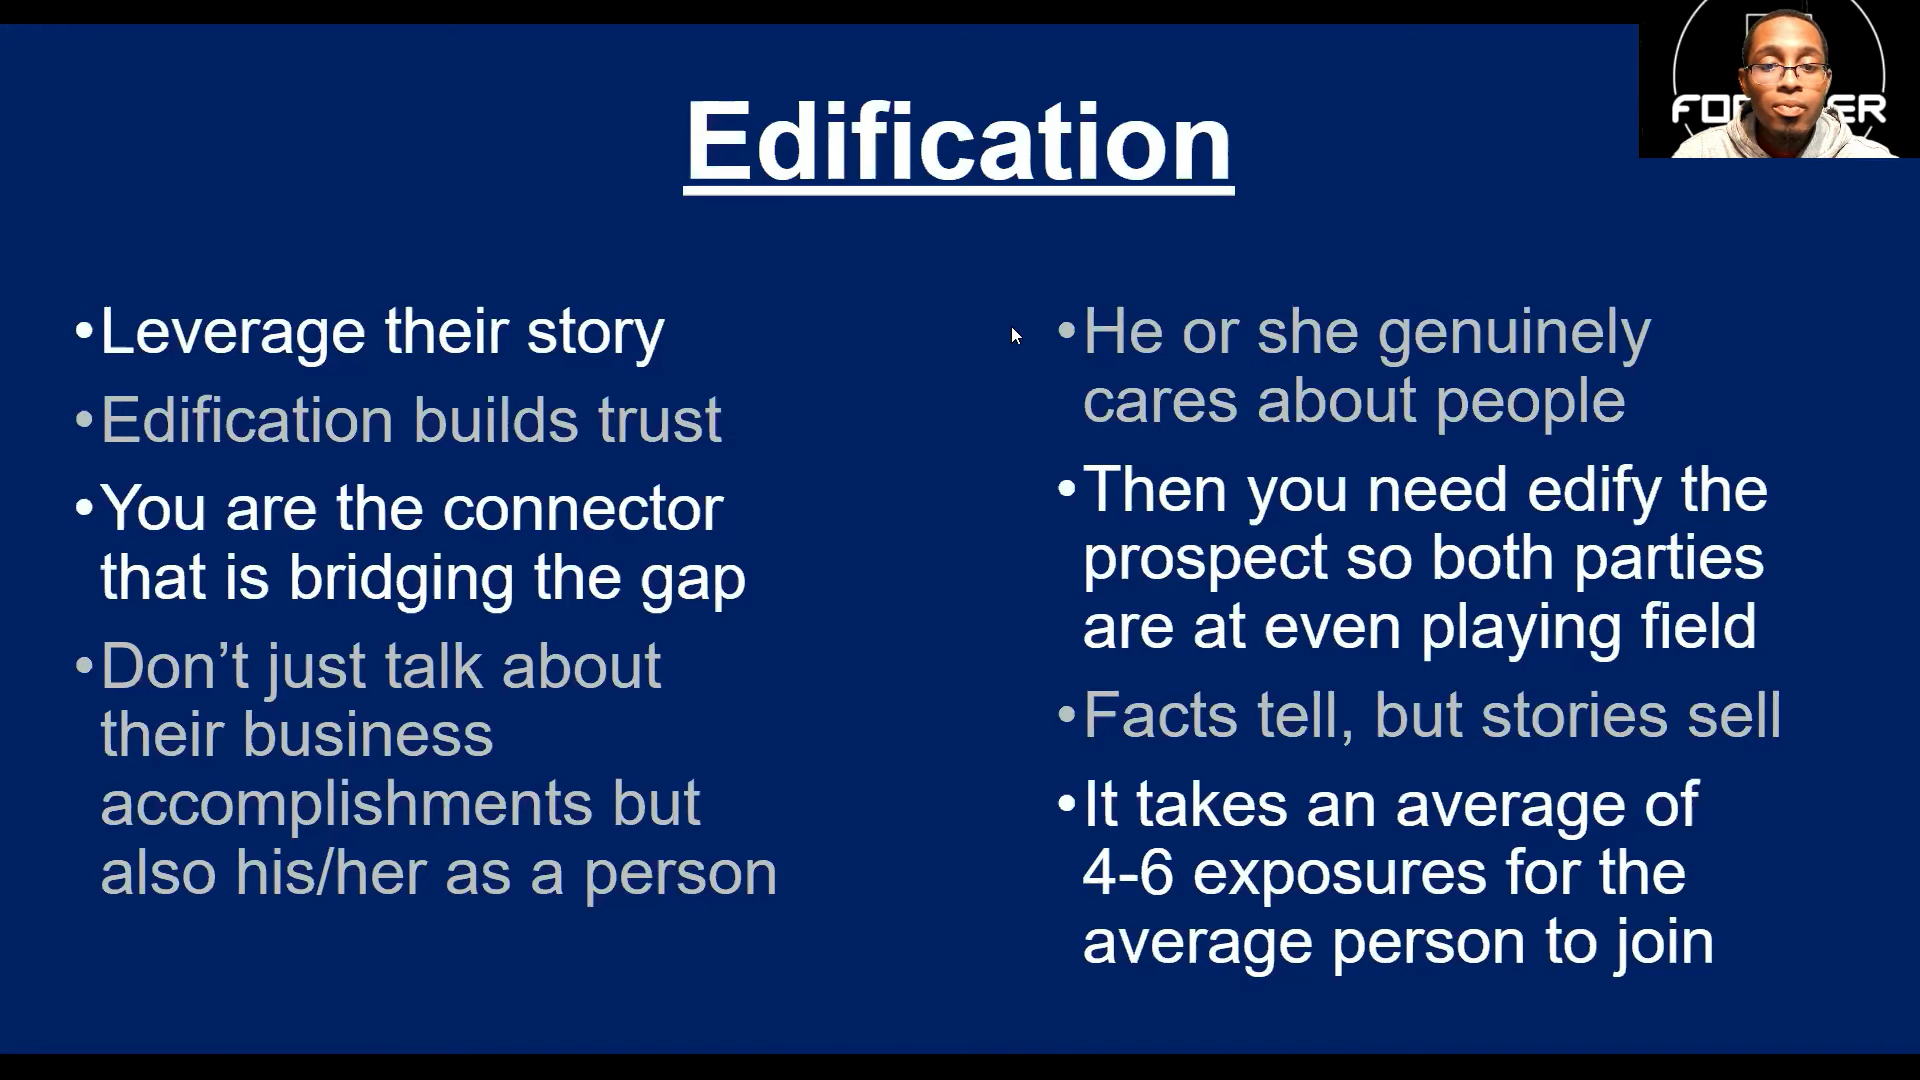 Edification
•Leverage their story
•Edification builds trust
•You are the connector
that is bridging the gap
•Don’t just talk about
their business
accomplishments but
also his/her as a person
•He or she genuinely
cares about people
•Then you need edify the
prospect so both parties
are at even playing field
•Facts tell, but stories sell
•It takes an average of
4-6 exposures for the
average person to join